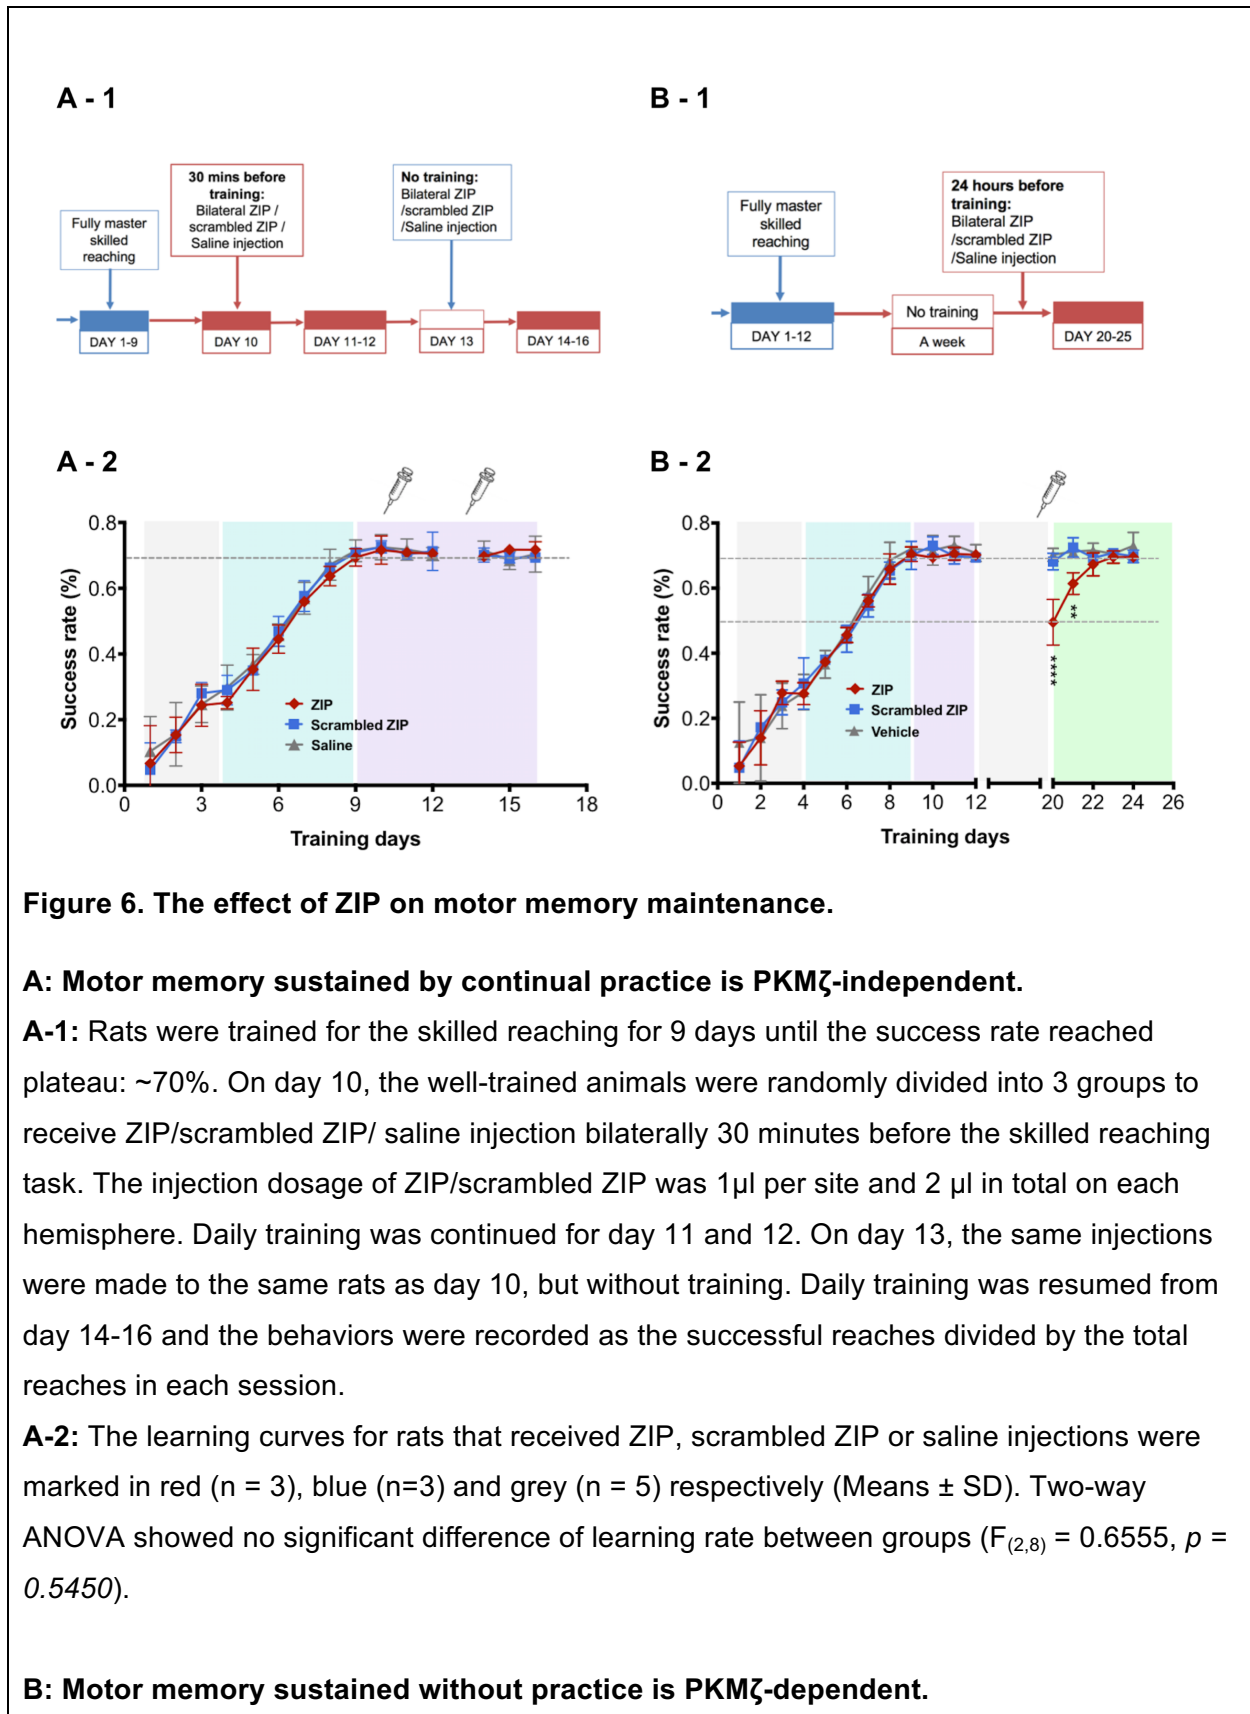 A - 1
30 mins before
training:
Bilateral ZIP /
scrambled ZIP /
Saline injection
No training:
Bilateral ZIP
/scrambled ZIP
/Saline injection
Fully master
skilled
reaching
DAY 1-9
DAY 10
DAY 11-12
DAY 13
DAY 14-16
B - 1
Fully master
skilled
reaching
24 hours before
training:
Bilateral ZIP
/scrambled ZIP
/Saline injection
No training
DAY 1-12
A week
DAY 20-25
A - 2
Success rate (%)
0.8
0.6
0.4
0.2
0.0
ZIP
Scrambled ZIP
Saline
0
3
6
9
12
15
18
Training days
B - 2
Success rate (%)
0.8
0.6
0.4
0.2
0.0
**
****
ZIP
Scrambled ZIP
Vehicle
0
2
4
6
8
10
12
20
22
24
26
Training days
Figure 6. The effect of ZIP on motor memory maintenance.
A: Motor memory sustained by continual practice is PKMζ-independent.
A-1: Rats were trained for the skilled reaching for 9 days until the success rate reached
plateau: ~70%. On day 10, the well-trained animals were randomly divided into 3 groups to
receive ZIP/scrambled ZIP/ saline injection bilaterally 30 minutes before the skilled reaching
task. The injection dosage of ZIP/scrambled ZIP was 1μl per site and 2 μl in total on each
hemisphere. Daily training was continued for day 11 and 12. On day 13, the same injections
were made to the same rats as day 10, but without training. Daily training was resumed from
day 14-16 and the behaviors were recorded as the successful reaches divided by the total
reaches in each session.
A-2: The learning curves for rats that received ZIP, scrambled ZIP or saline injections were
marked in red (n = 3), blue (n=3) and grey (n = 5) respectively (Means ± SD). Two-way
ANOVA showed no significant difference of learning rate between groups (F(2,8) = 0.6555, p =
0.5450).
B: Motor memory sustained without practice is PKMζ-dependent.